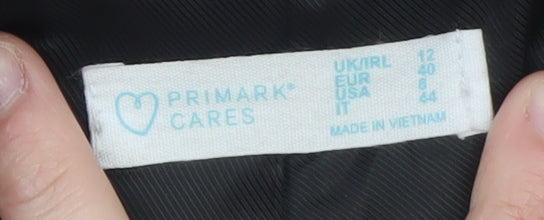 PRIMARK®
CARES
UK/IRL 12
EUR 40
USA 8
IT 44
MADE IN VIETNAM